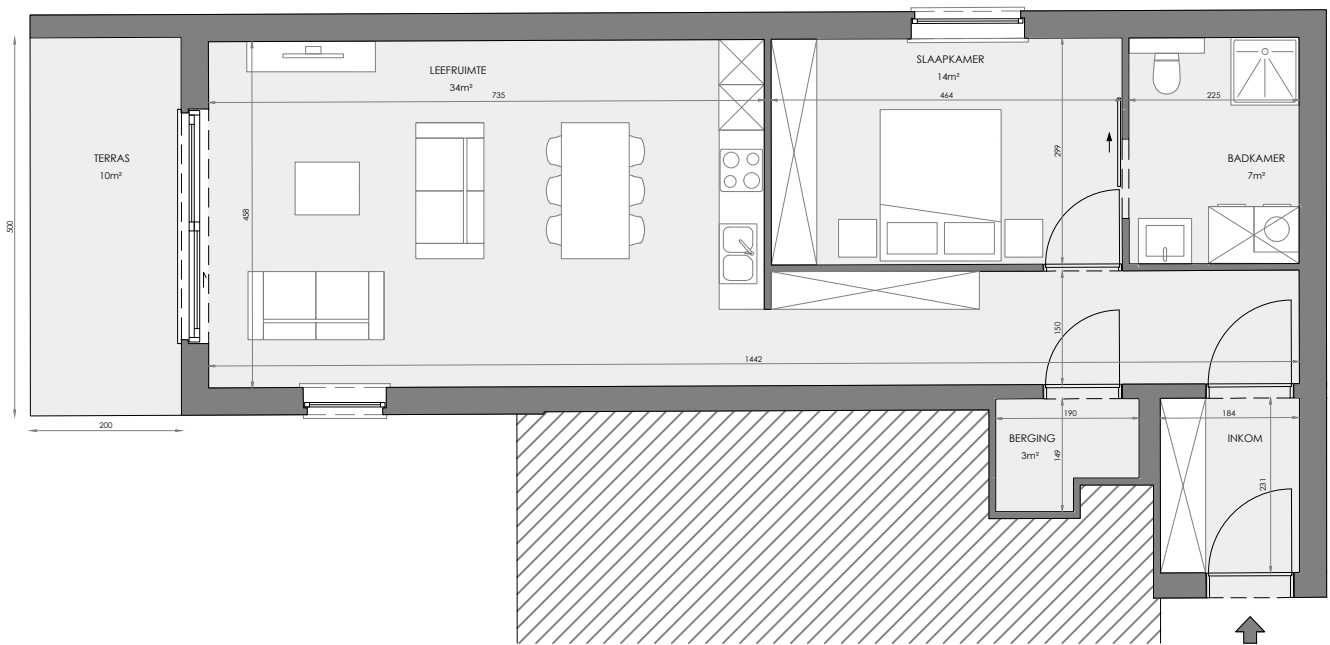 LEEFRUIMTE
34m²
735
SLAAPKAMER
14m²
464
225
TERRAS
10m²
299
BADKAMER
7m²
458
500
150
1442
200
190
BERGING
3m²
149
184
INKOM
231